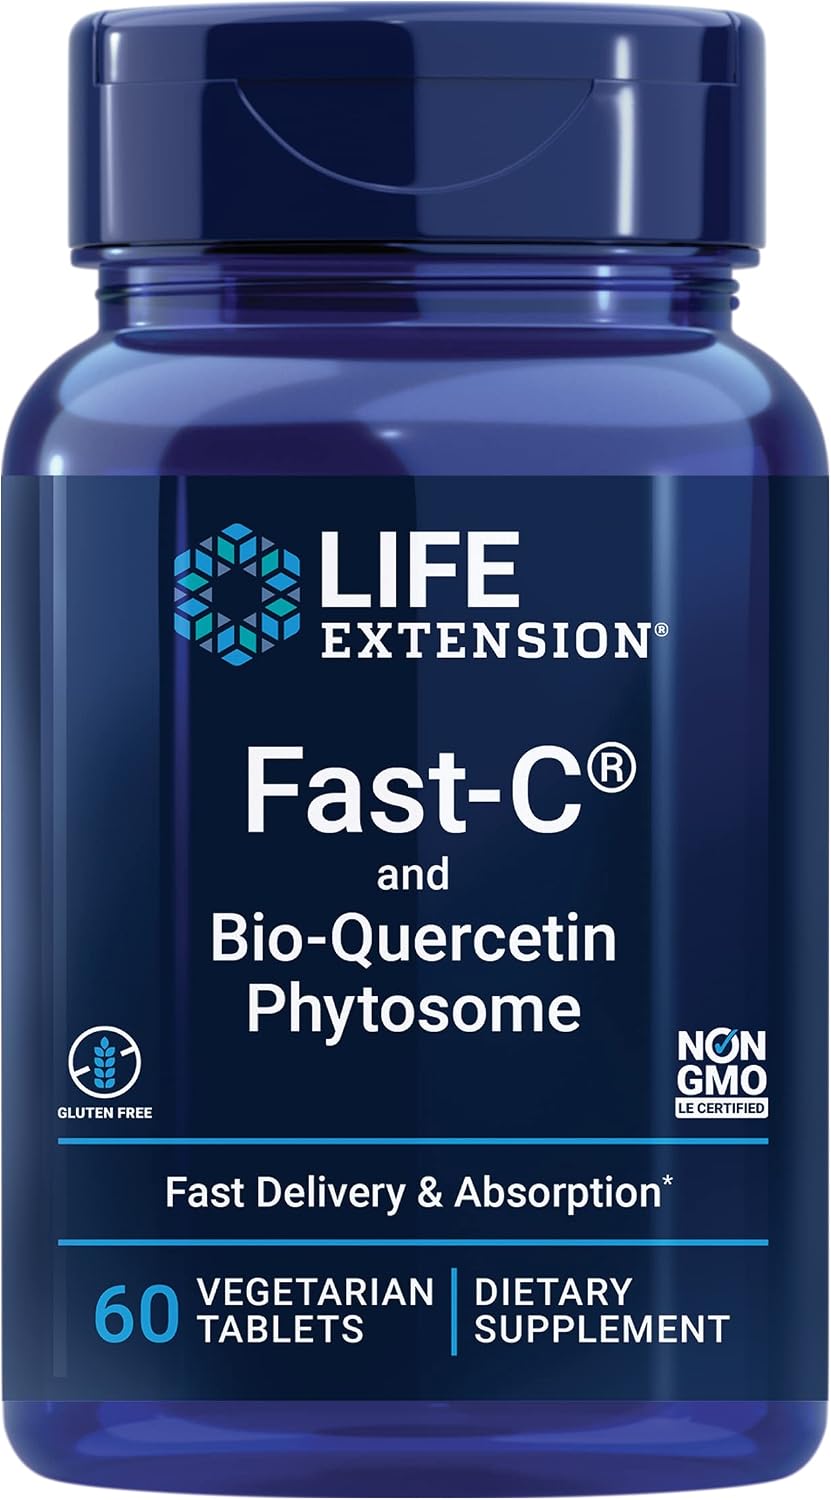 LIFE
EXTENSION®
Fast-C®
and
Bio-Quercetin
Phytosome
GLUTEN FREE
NON
GMO
LE CERTIFIED
Fast Delivery & Absorption*
60 VEGETARIAN TABLETS
DIETARY SUPPLEMENT